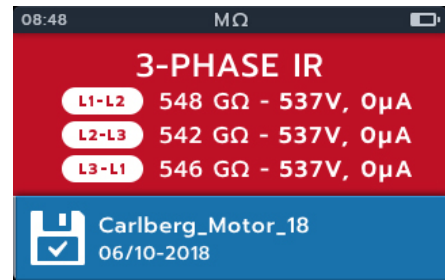 08:48 MΩ
3-PHASE IR
L1-L2 548 GΩ - 537V, 0µA
L2-L3 542 GΩ - 537V, 0µA
L3-L1 546 GΩ - 537V, 0µA
Carlberg_Motor_18
06/10-2018